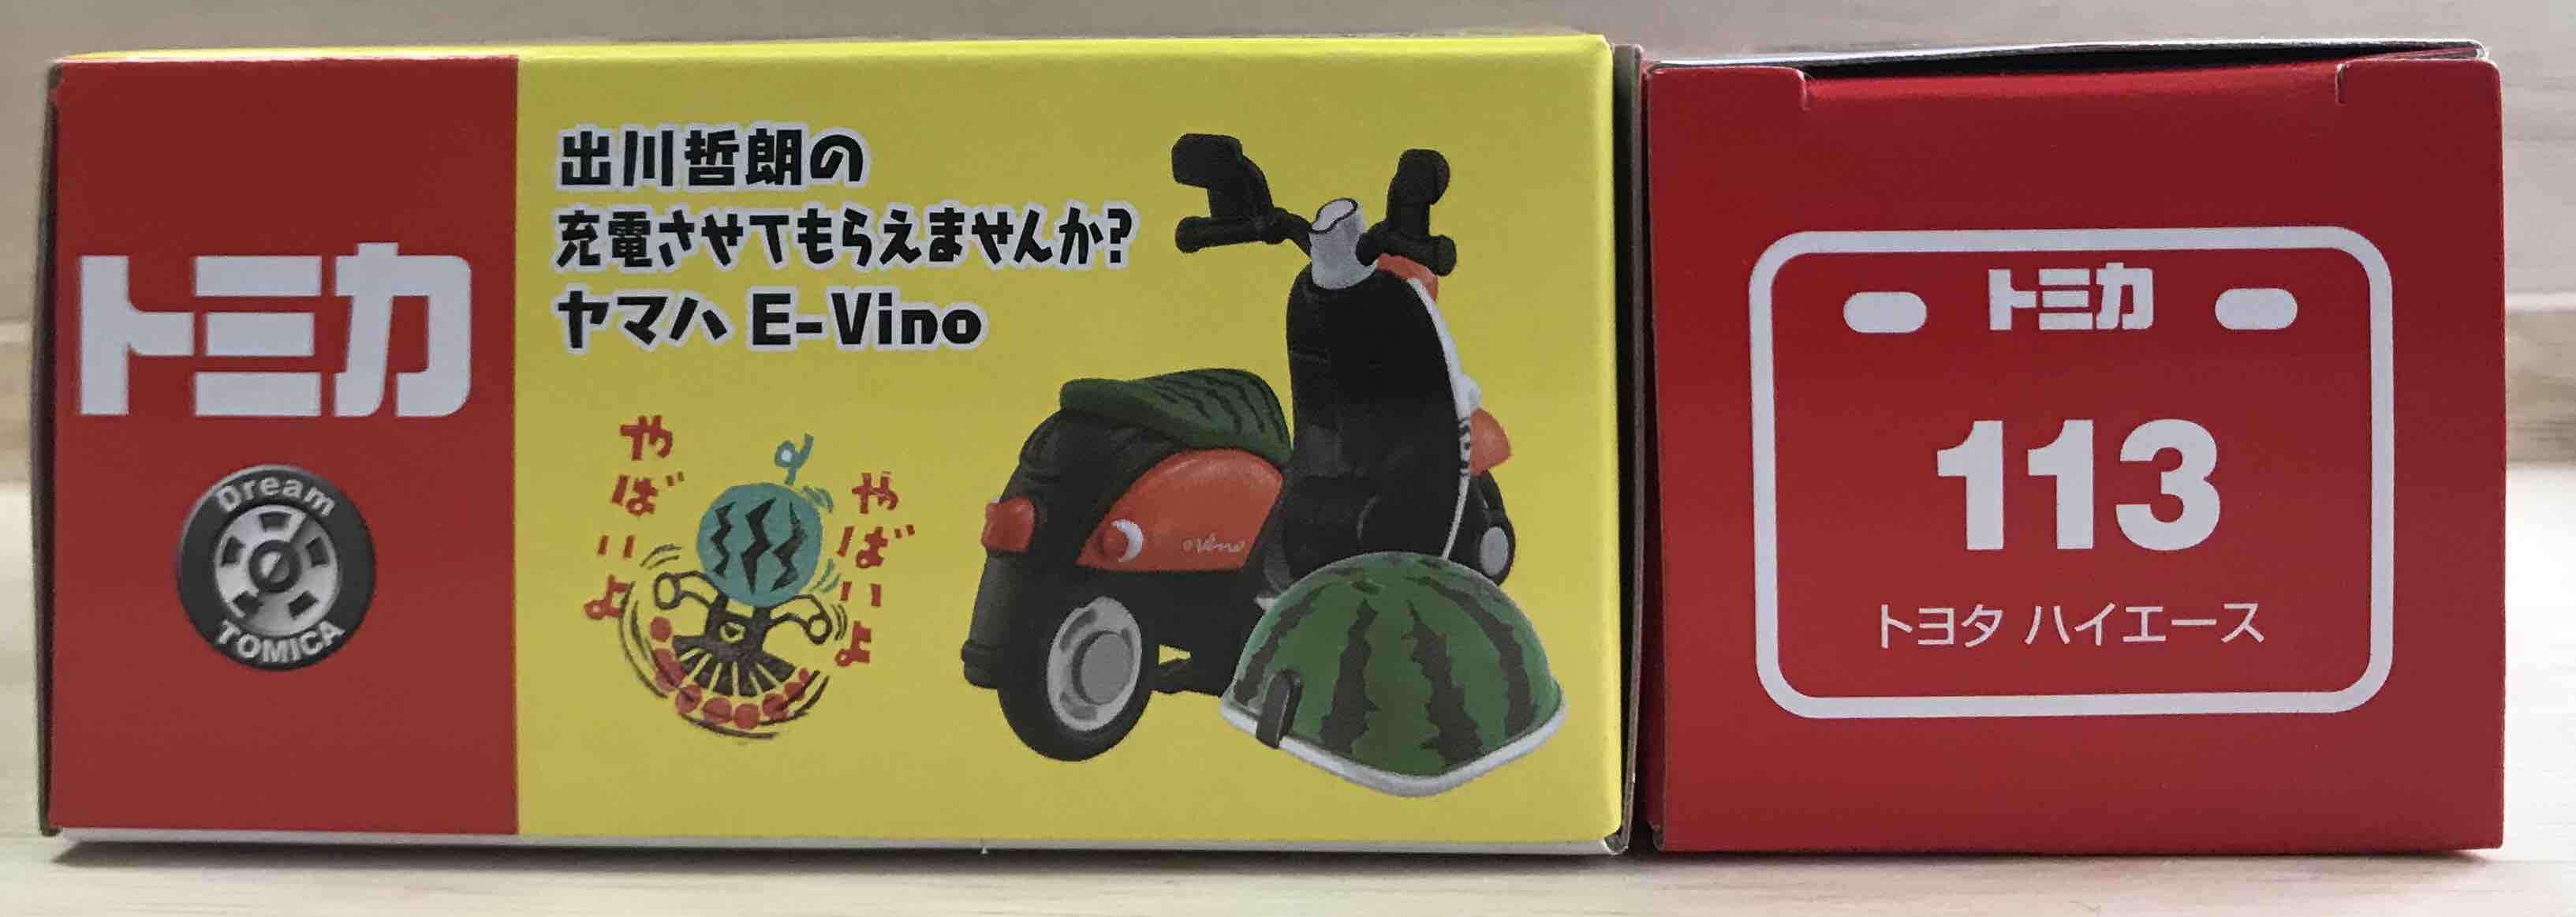 トミカ
Dream
TOMICA
出川哲朗の
充電させてもらえませんか?
ヤマハ E-Vino
やばいよ
やばいよ
Vino
トミカ
113
トヨタ ハイエース